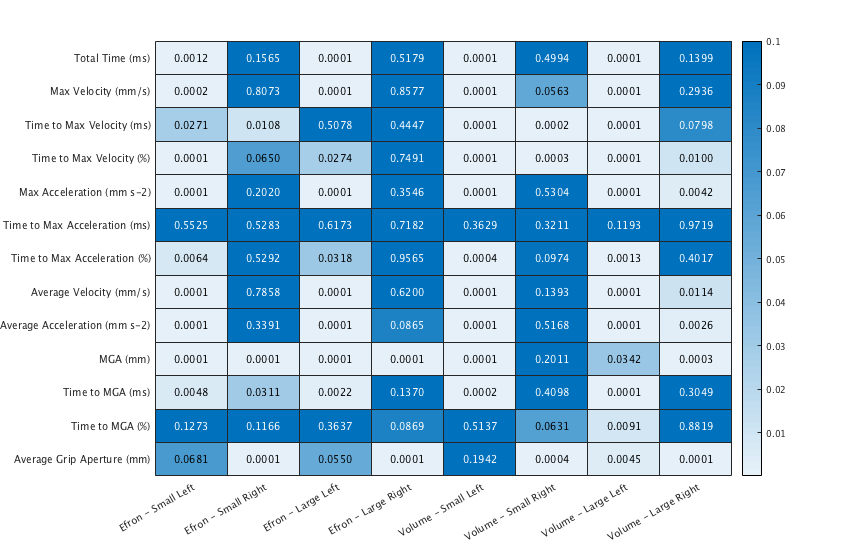 Total Time (ms) 0.0012 0.1565 0.0001 0.5179 0.0001 0.4994 0.0001 0.1399
Max Velocity (mm/s) 0.0002 0.8073 0.0001 0.8577 0.0001 0.0563 0.0001 0.2936
Time to Max Velocity (ms) 0.0271 0.0108 0.5078 0.4447 0.0001 0.0002 0.0001 0.0798
Time to Max Velocity (%) 0.0001 0.0650 0.0274 0.7491 0.0001 0.0003 0.0001 0.0100
Max Acceleration (mm s-2) 0.0001 0.2020 0.0001 0.3546 0.0001 0.5304 0.0001 0.0042
Time to Max Acceleration (ms) 0.5525 0.5283 0.6173 0.7182 0.3629 0.3211 0.1193 0.9719
Time to Max Acceleration (%) 0.0064 0.5292 0.0318 0.9565 0.0004 0.0974 0.0013 0.4017
Average Velocity (mm/s) 0.0001 0.7858 0.0001 0.6200 0.0001 0.1393 0.0001 0.0114
Average Acceleration (mm s-2) 0.0001 0.3391 0.0001 0.0865 0.0001 0.5168 0.0001 0.0026
MGA (mm) 0.0001 0.0001 0.0001 0.0001 0.0001 0.2011 0.0342 0.0003
Time to MGA (ms) 0.0048 0.0311 0.0022 0.1370 0.0002 0.4098 0.0001 0.3049
Time to MGA (%) 0.1273 0.1166 0.3637 0.0869 0.5137 0.0631 0.0091 0.8819
Average Grip Aperture (mm) 0.0681 0.0001 0.0550 0.0001 0.1942 0.0004 0.0045 0.0001
Efron - Small Left
Efron - Small Right
Efron - Large Left
Efron - Large Right
Volume - Small Left
Volume - Small Right
Volume - Large Left
Volume - Large Right
0.1
0.09
0.08
0.07
0.06
0.05
0.04
0.03
0.02
0.01